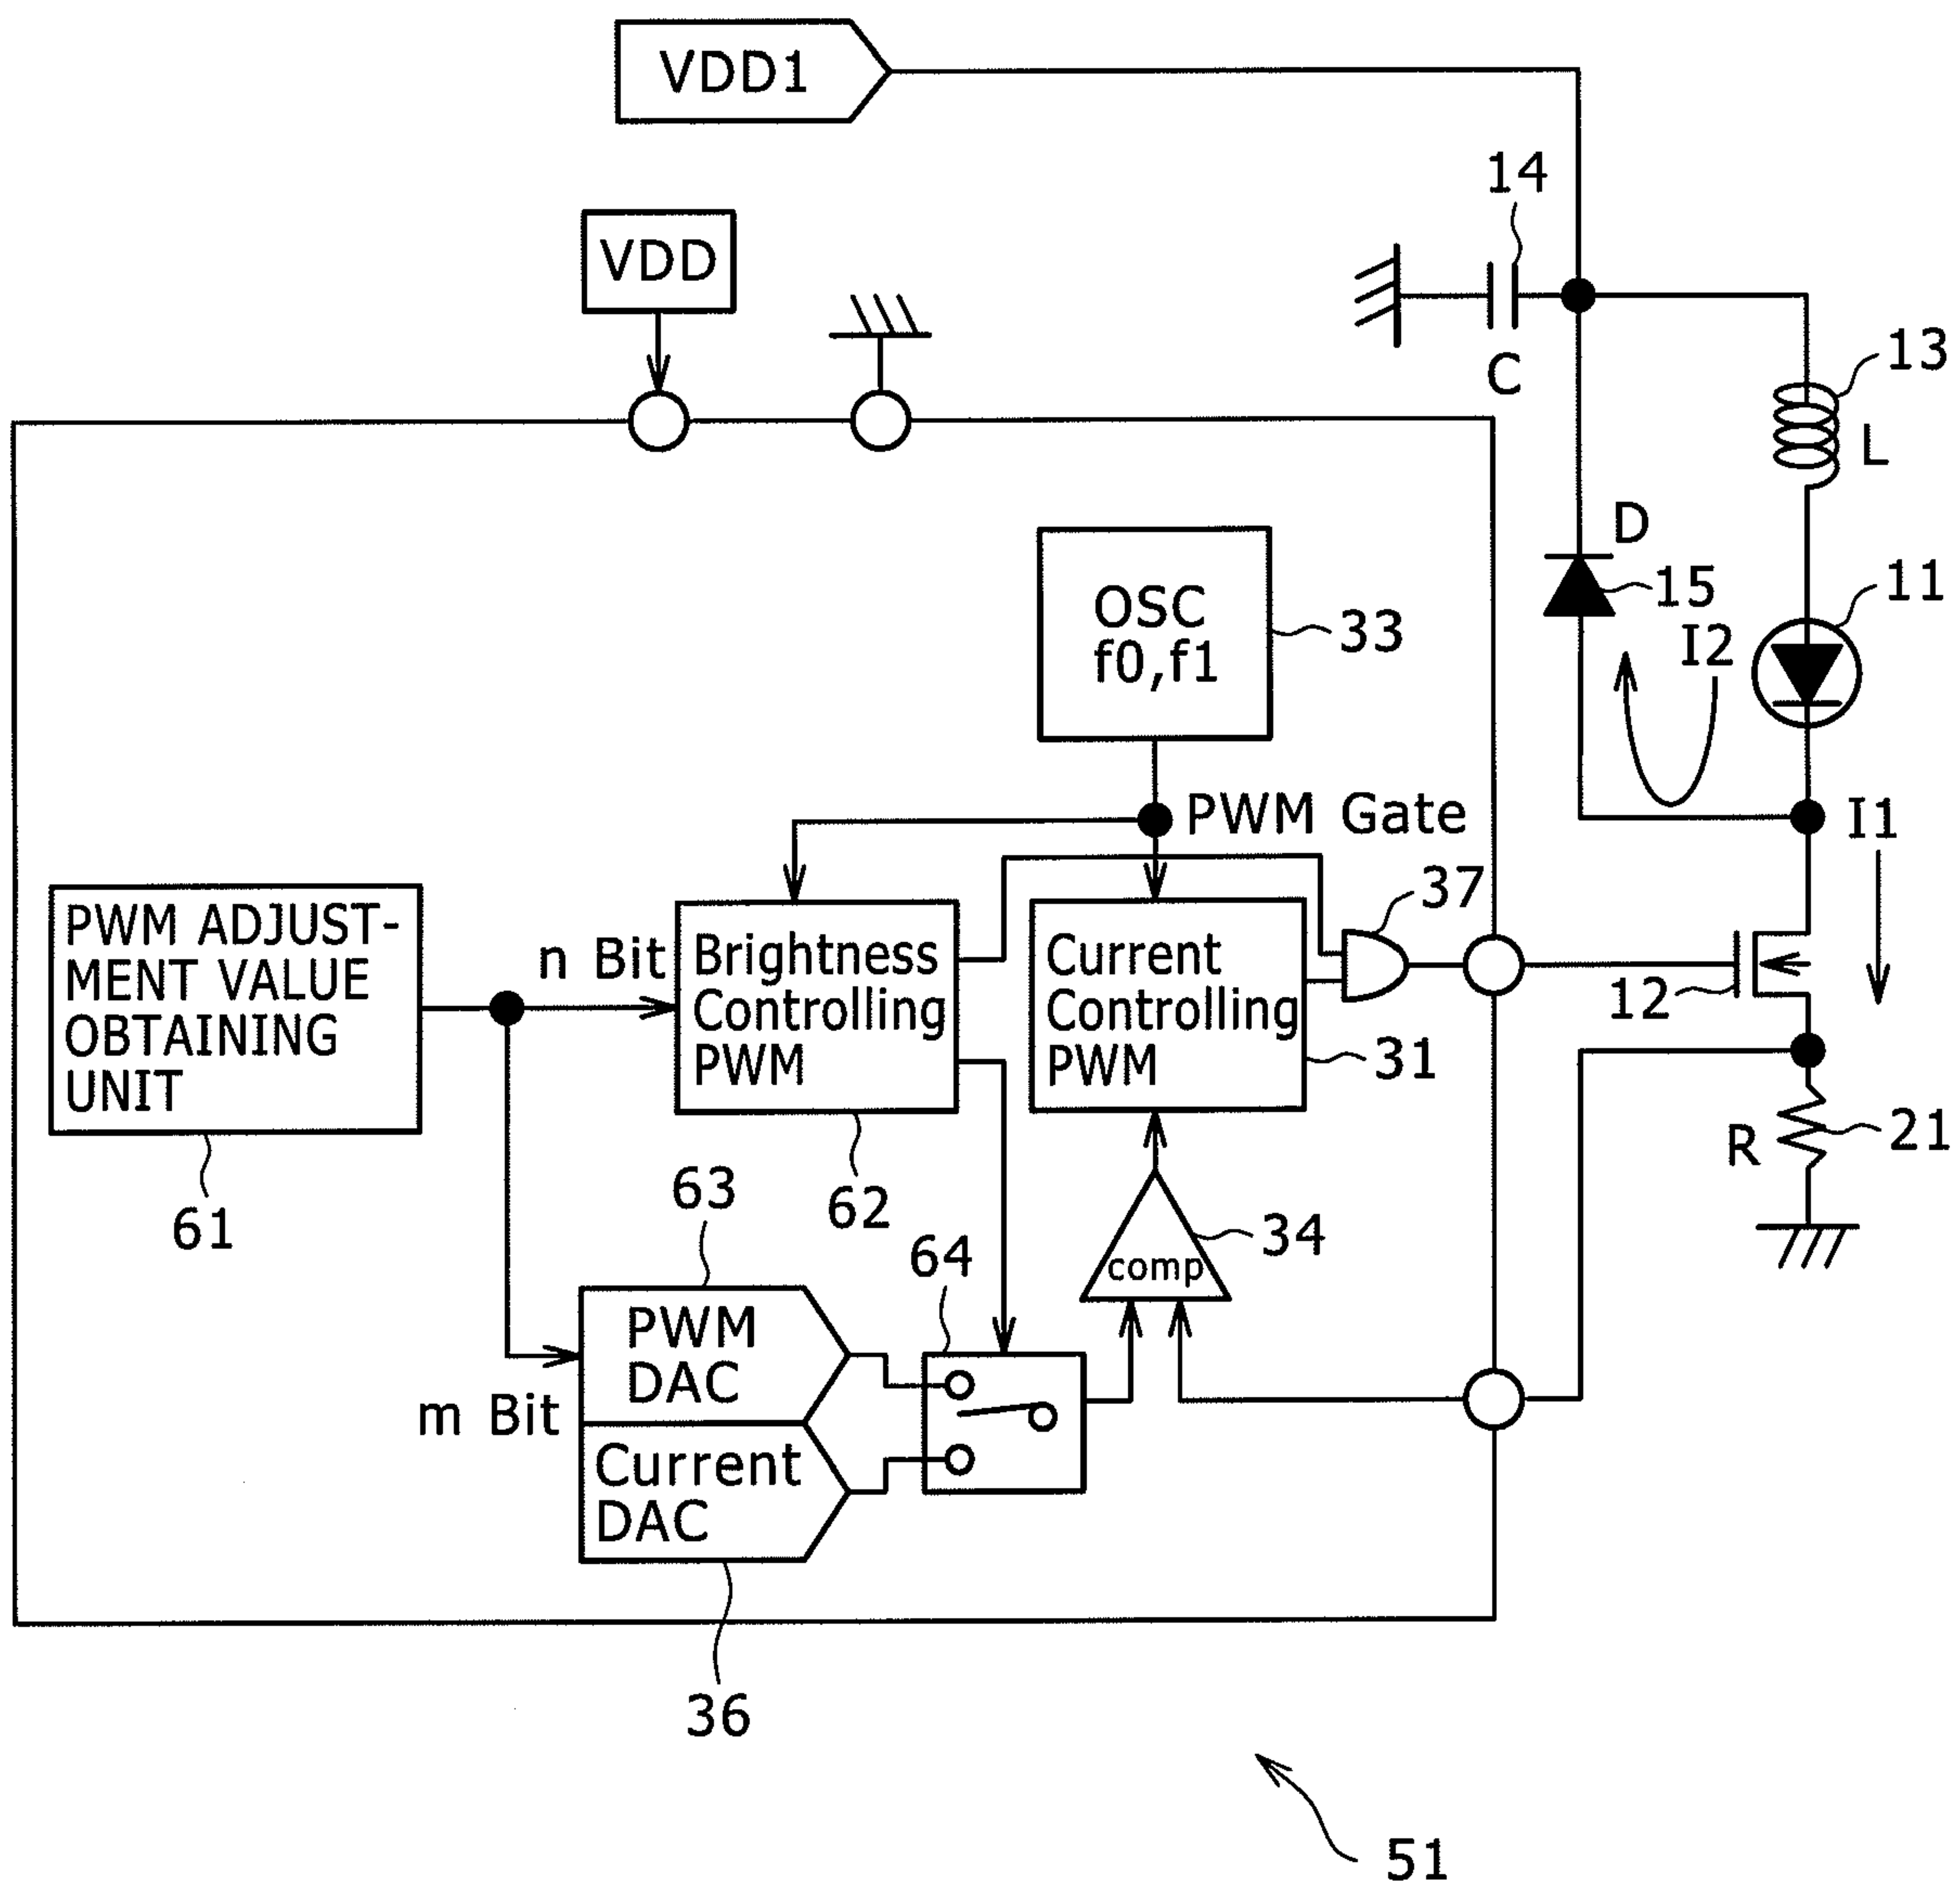 VDD1
14
VDD
C
13
L
D
15
11
OSC
f0,f1
33
I2
PWM Gate
I1
37
PWM ADJUST-
MENT VALUE
OBTAINING
UNIT
n Bit
Brightness
Controlling
PWM
Current
Controlling
PWM
12
31
61
63
62
64
34
comp
R
21
PWM
DAC
m Bit
Current
DAC
36
51